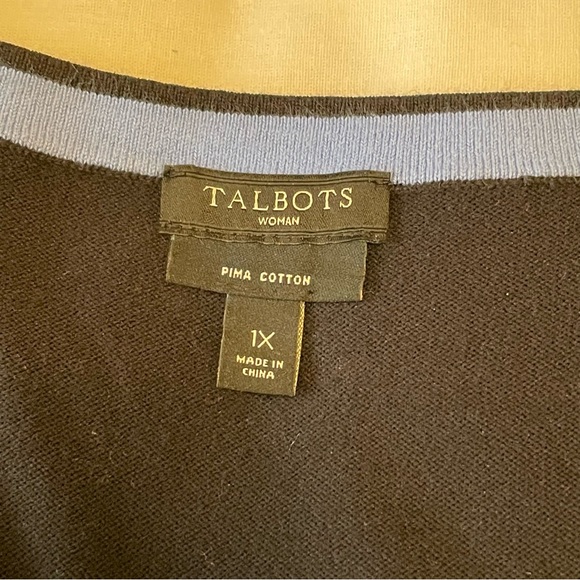 TALBOTS
WOMAN
PIMA COTTON
1X
MADE IN
CHINA